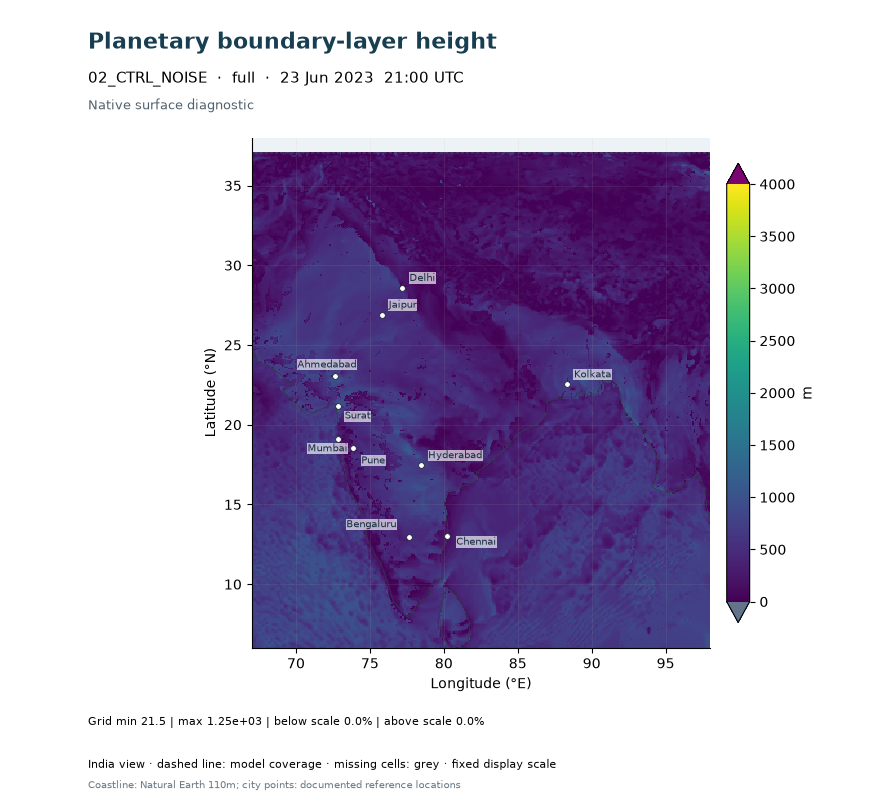 Planetary boundary-layer height
02_CTRL_NOISE · full · 23 Jun 2023 21:00 UTC
Native surface diagnostic
35
30
25
20
15
10
Latitude (°N)
Delhi
Jaipur
Ahmedabad
Kolkata
Surat
Mumbai
Pune
Hyderabad
Bengaluru
Chennai
70 75 80 85 90 95
Longitude (°E)
4000
3500
3000
2500
2000
1500
1000
500
0
m
Grid min 21.5 | max 1.25e+03 | below scale 0.0% | above scale 0.0%
India view · dashed line: model coverage · missing cells: grey · fixed display scale
Coastline: Natural Earth 110m; city points: documented reference locations